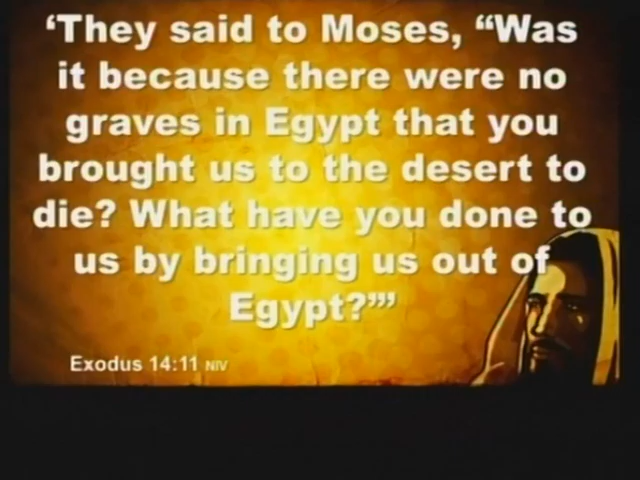 ‘They said to Moses, “Was
it because there were no
graves in Egypt that you
brought us to the desert to
die? What have you done to
us by bringing us out of
Egypt?”’
Exodus 14:11 NIV